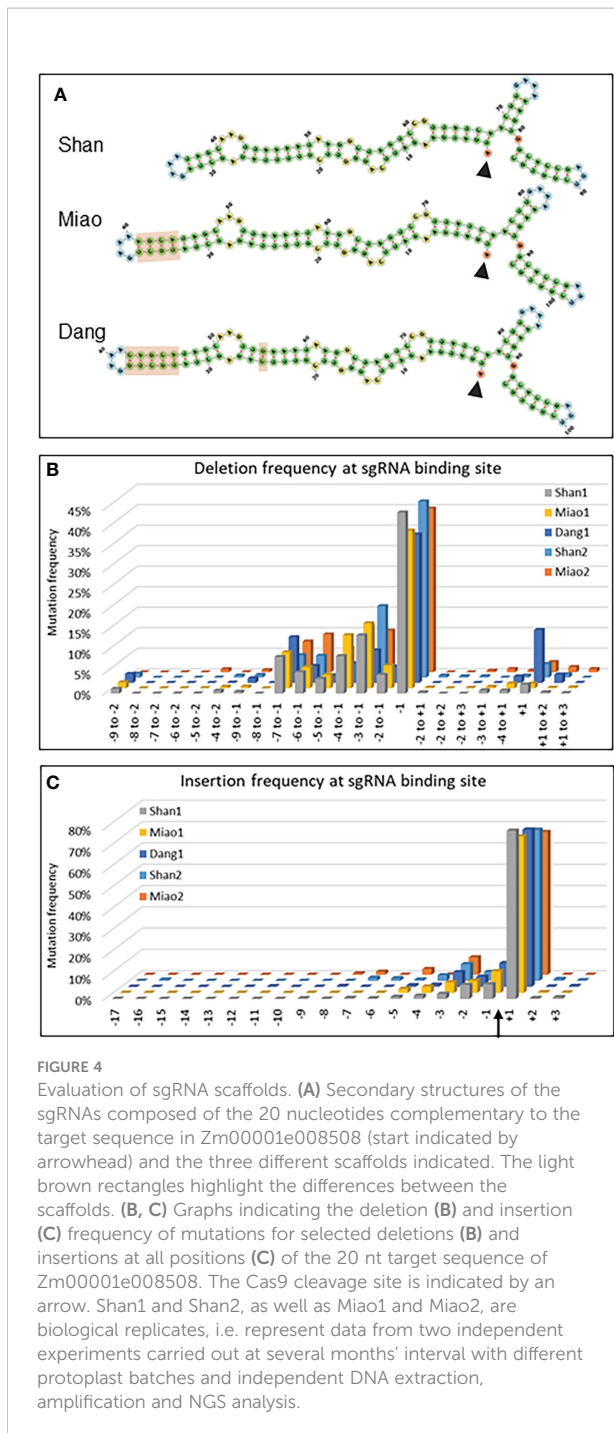 A
Shan
Miao
Dang
B
Deletion frequency at sgRNA binding site
Mutation frequency
45%
40%
35%
30%
25%
20%
15%
10%
5%
0%
Shan1
Miao1
Dang1
Shan2
Miao2
-9 to -2
-8 to -2
-7 to -2
-6 to -2
-5 to -2
-4 to -2
-9 to -1
-8 to -1
-7 to -1
-6 to -1
-5 to -1
-4 to -1
-3 to -1
-2 to -1
-1
-2 to +1
-2 to +2
-2 to +3
-3 to +1
-4 to +1
+1
+1 to +2
+1 to +3
C
Insertion frequency at sgRNA binding site
Mutation frequency
80%
70%
60%
50%
40%
30%
20%
10%
0%
Shan1
Miao1
Dang1
Shan2
Miao2
-17
-16
-15
-14
-13
-12
-11
-10
-9
-8
-7
-6
-5
-4
-3
-2
-1
+1
+2
+3
FIGURE 4
Evaluation of sgRNA scaffolds. (A) Secondary structures of the
sgRNAs composed of the 20 nucleotides complementary to the
target sequence in Zm00001e008508 (start indicated by
arrowhead) and the three different scaffolds indicated. The light
brown rectangles highlight the differences between the
scaffolds. (B, C) Graphs indicating the deletion (B) and insertion
(C) frequency of mutations for selected deletions (B) and
insertions at all positions (C) of the 20 nt target sequence of
Zm00001e008508. The Cas9 cleavage site is indicated by an
arrow. Shan1 and Shan2, as well as Miao1 and Miao2, are
biological replicates, i.e. represent data from two independent
experiments carried out at several months' interval with different
protoplast batches and independent DNA extraction,
amplification and NGS analysis.